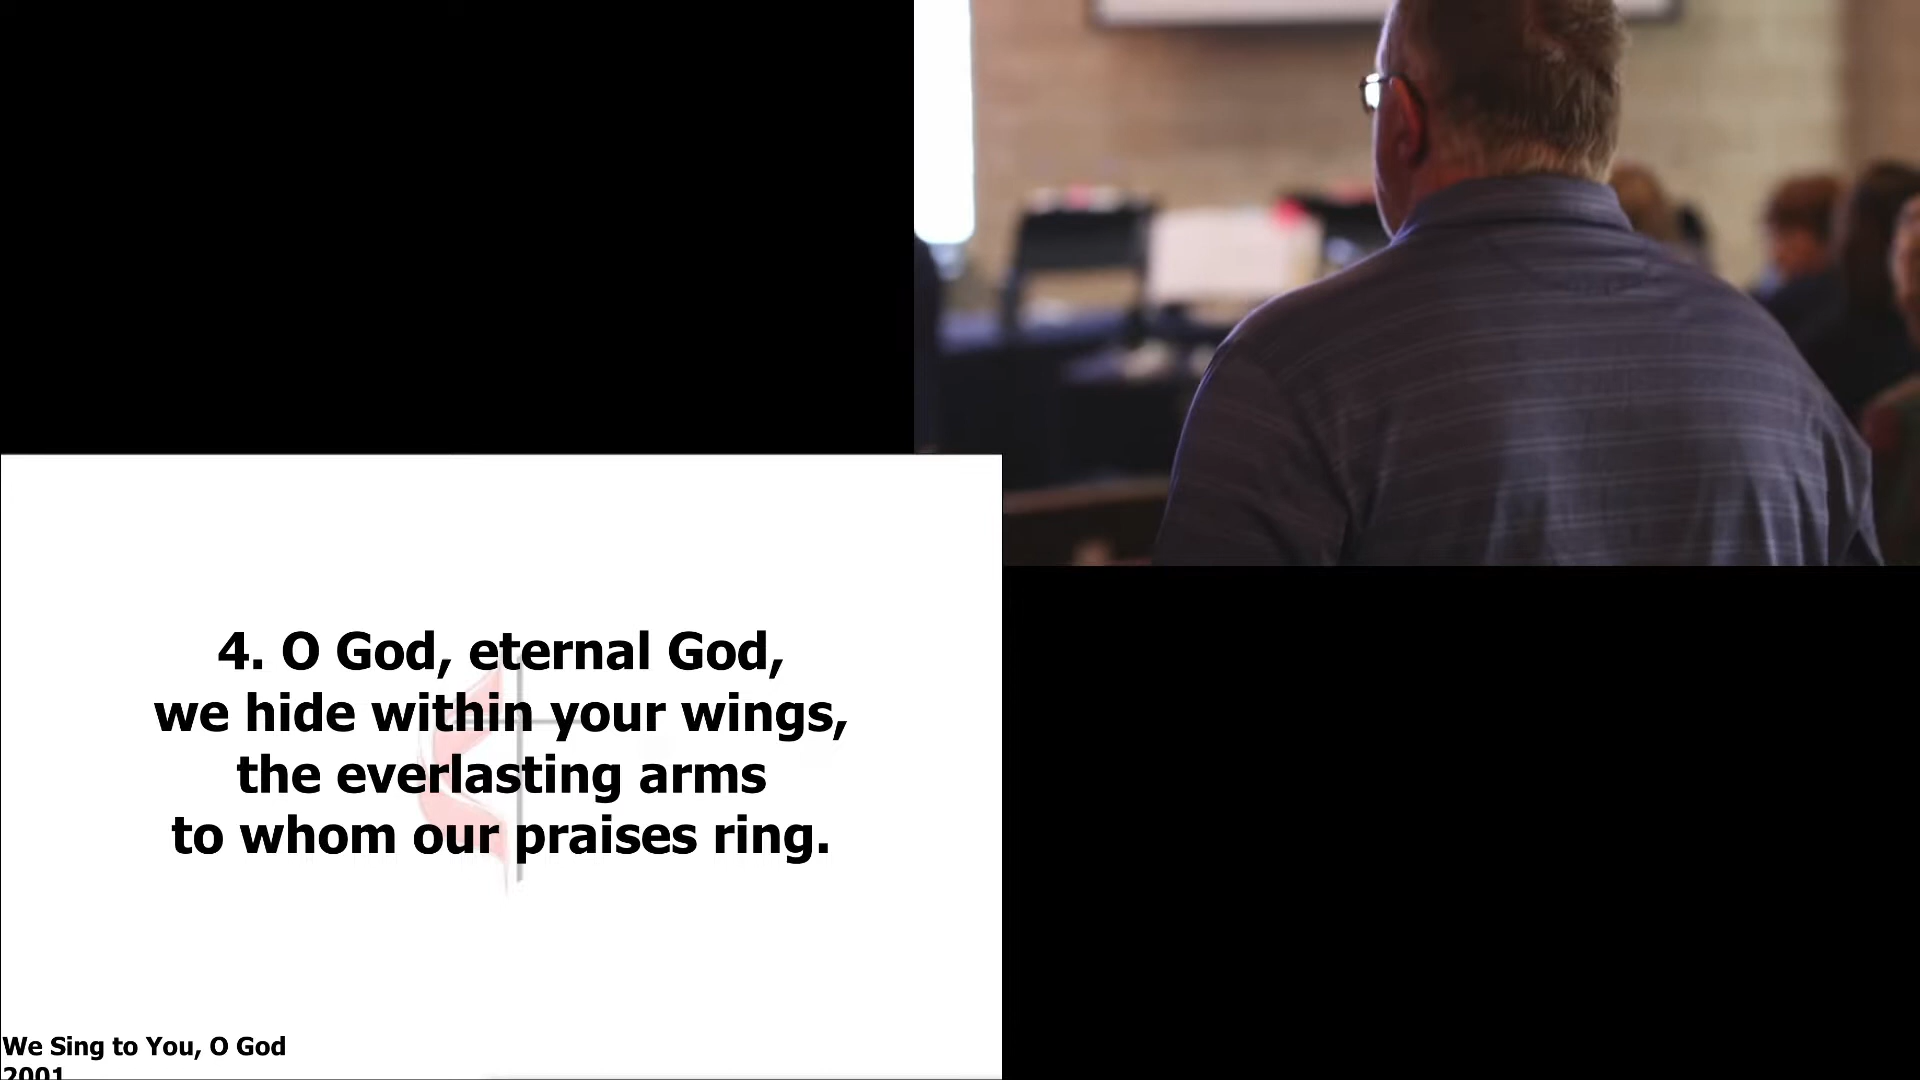 4. O God, eternal God,
we hide within your wings,
the everlasting arms
to whom our praises ring.
We Sing to You, O God
2001